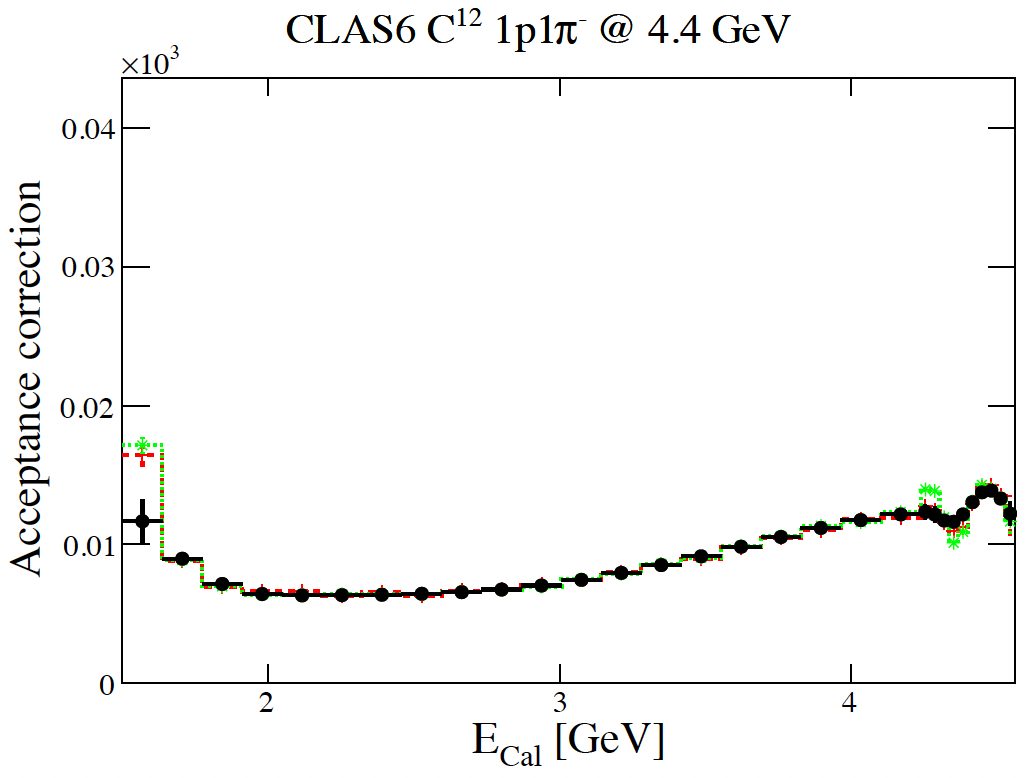 CLAS6 C¹² 1p1π⁻ @ 4.4 GeV
×10³
0.04
0.03
0.02
0.01
0
Acceptance correction
2 3 4
E_Cal [GeV]